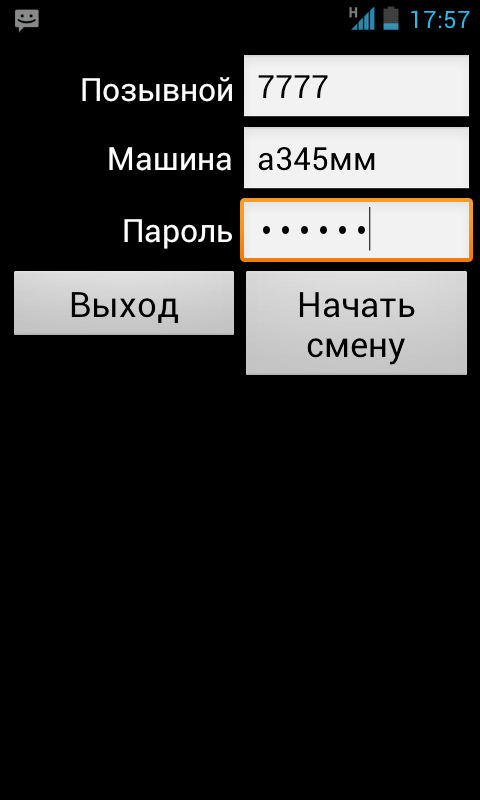 H 17:57
Позывной 7777
Машина а345мм
Пароль ••••••
Выход Начать
смену